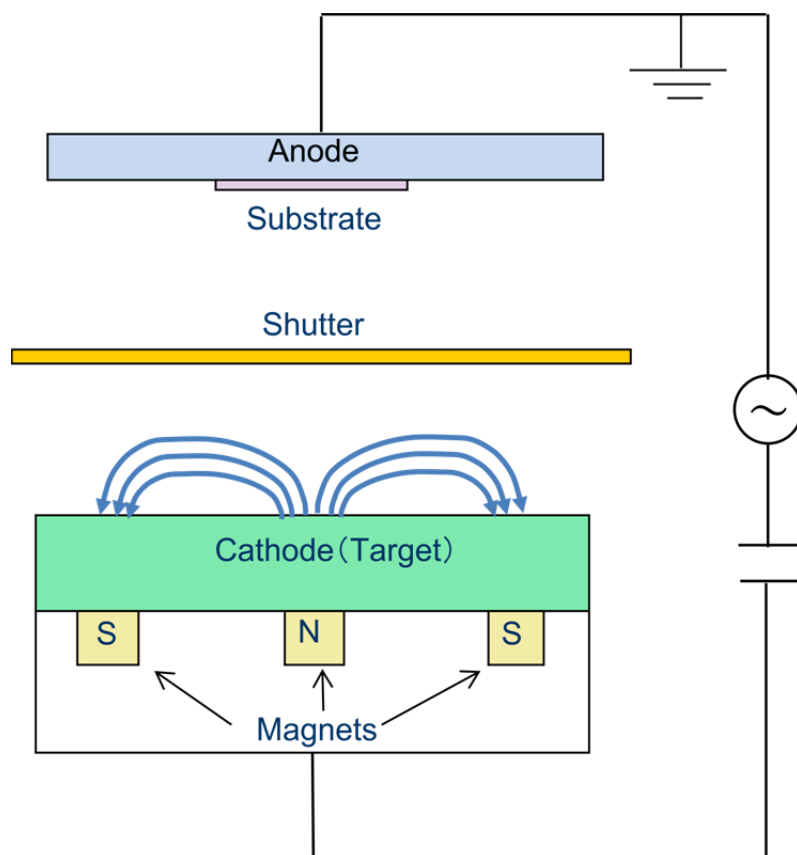 Anode
Substrate
Shutter
Cathode（Target）
S
N
S
Magnets
～